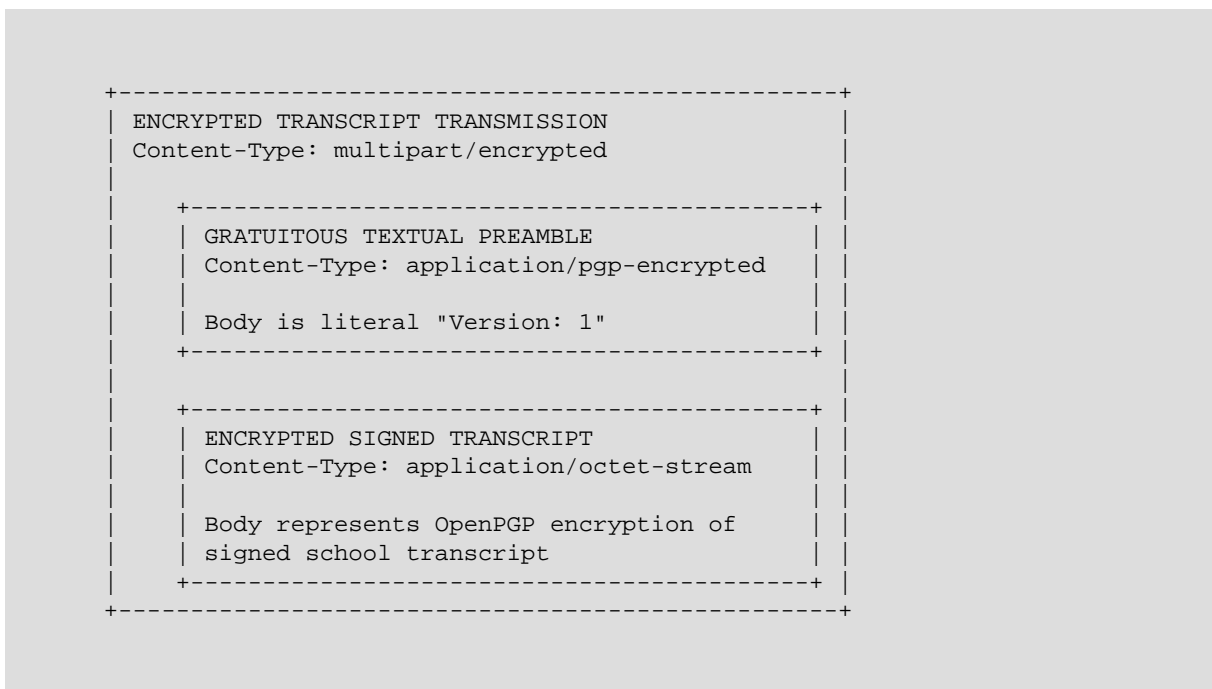 ENCRYPTED TRANSCRIPT TRANSMISSION
Content-Type: multipart/encrypted
GRATUITOUS TEXTUAL PREAMBLE
Content-Type: application/pgp-encrypted
Body is literal "Version: 1"
ENCRYPTED SIGNED TRANSCRIPT
Content-Type: application/octet-stream
Body represents OpenPGP encryption of
signed school transcript